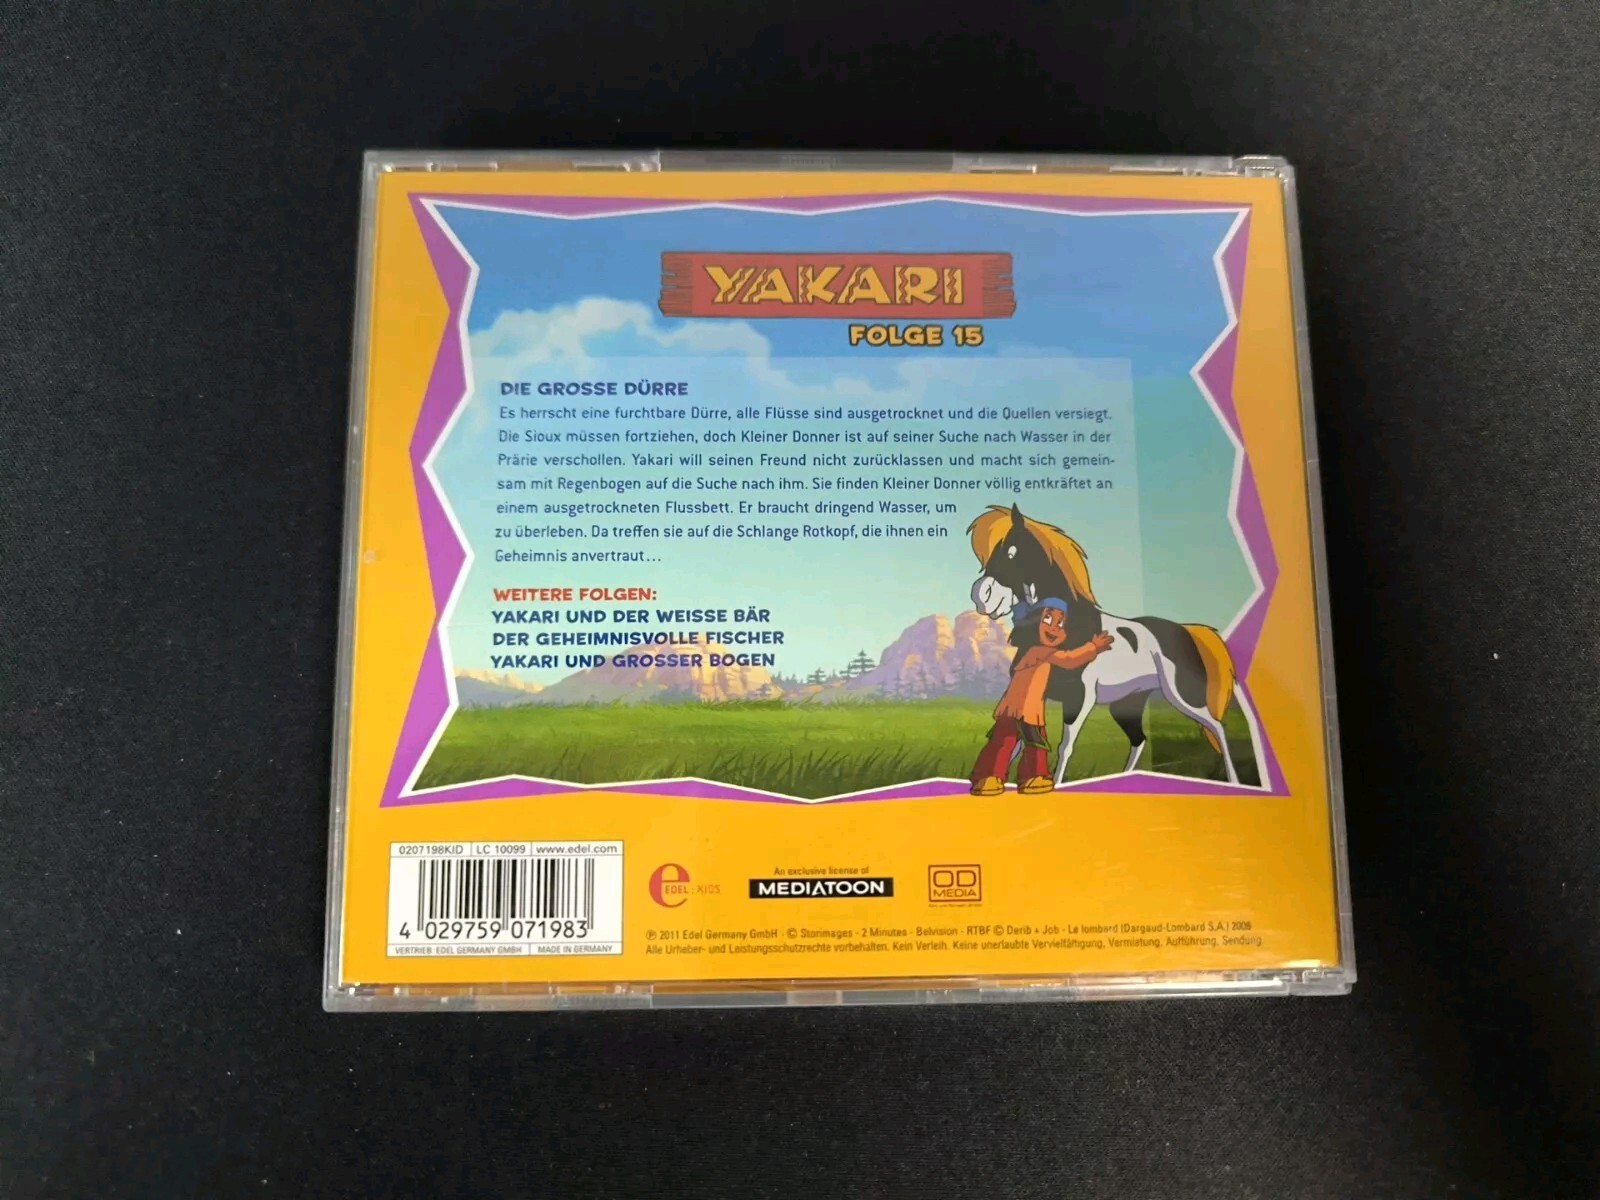 YAKARI
FOLGE 15
DIE GROSSE DÜRRE
Es herrscht eine furchtbare Dürre, alle Flüsse sind ausgetrocknet und die Quellen versiegt.
Die Sioux müssen fortziehen, doch Kleiner Donner ist auf seiner Suche nach Wasser in der
Prärie verschollen. Yakari will seinen Freund nicht zurücklassen und macht sich gemein-
sam mit Regenbogen auf die Suche nach ihm. Sie finden Kleiner Donner völlig entkräftet an
einem ausgetrockneten Flussbett. Er braucht dringend Wasser, um
zu überleben. Da treffen sie auf die Schlange Rotkopf, die ihnen ein
Geheimnis anvertraut...
WEITERE FOLGEN:
YAKARI UND DER WEISSE BÄR
DER GEHEIMNISVOLLE FISCHER
YAKARI UND GROSSER BOGEN
0207198KID LC 10099 www.edel.com
4 029759 071983
VERTRIEB: EDEL GERMANY GMBH MADE IN GERMANY
e EDEL:KIDS
An exclusive license of
MEDIATOON
OD
MEDIA
℗ 2011 Edel Germany GmbH · © Storimages - 2 Minutes - Belvision - RTBF © Derib + Job - Le lombard (Dargaud-Lombard S.A.) 2006
Alle Urheber- und Leistungsschutzrechte vorbehalten. Kein Verleih. Keine unerlaubte Vervielfältigung, Vermietung, Aufführung, Sendung.